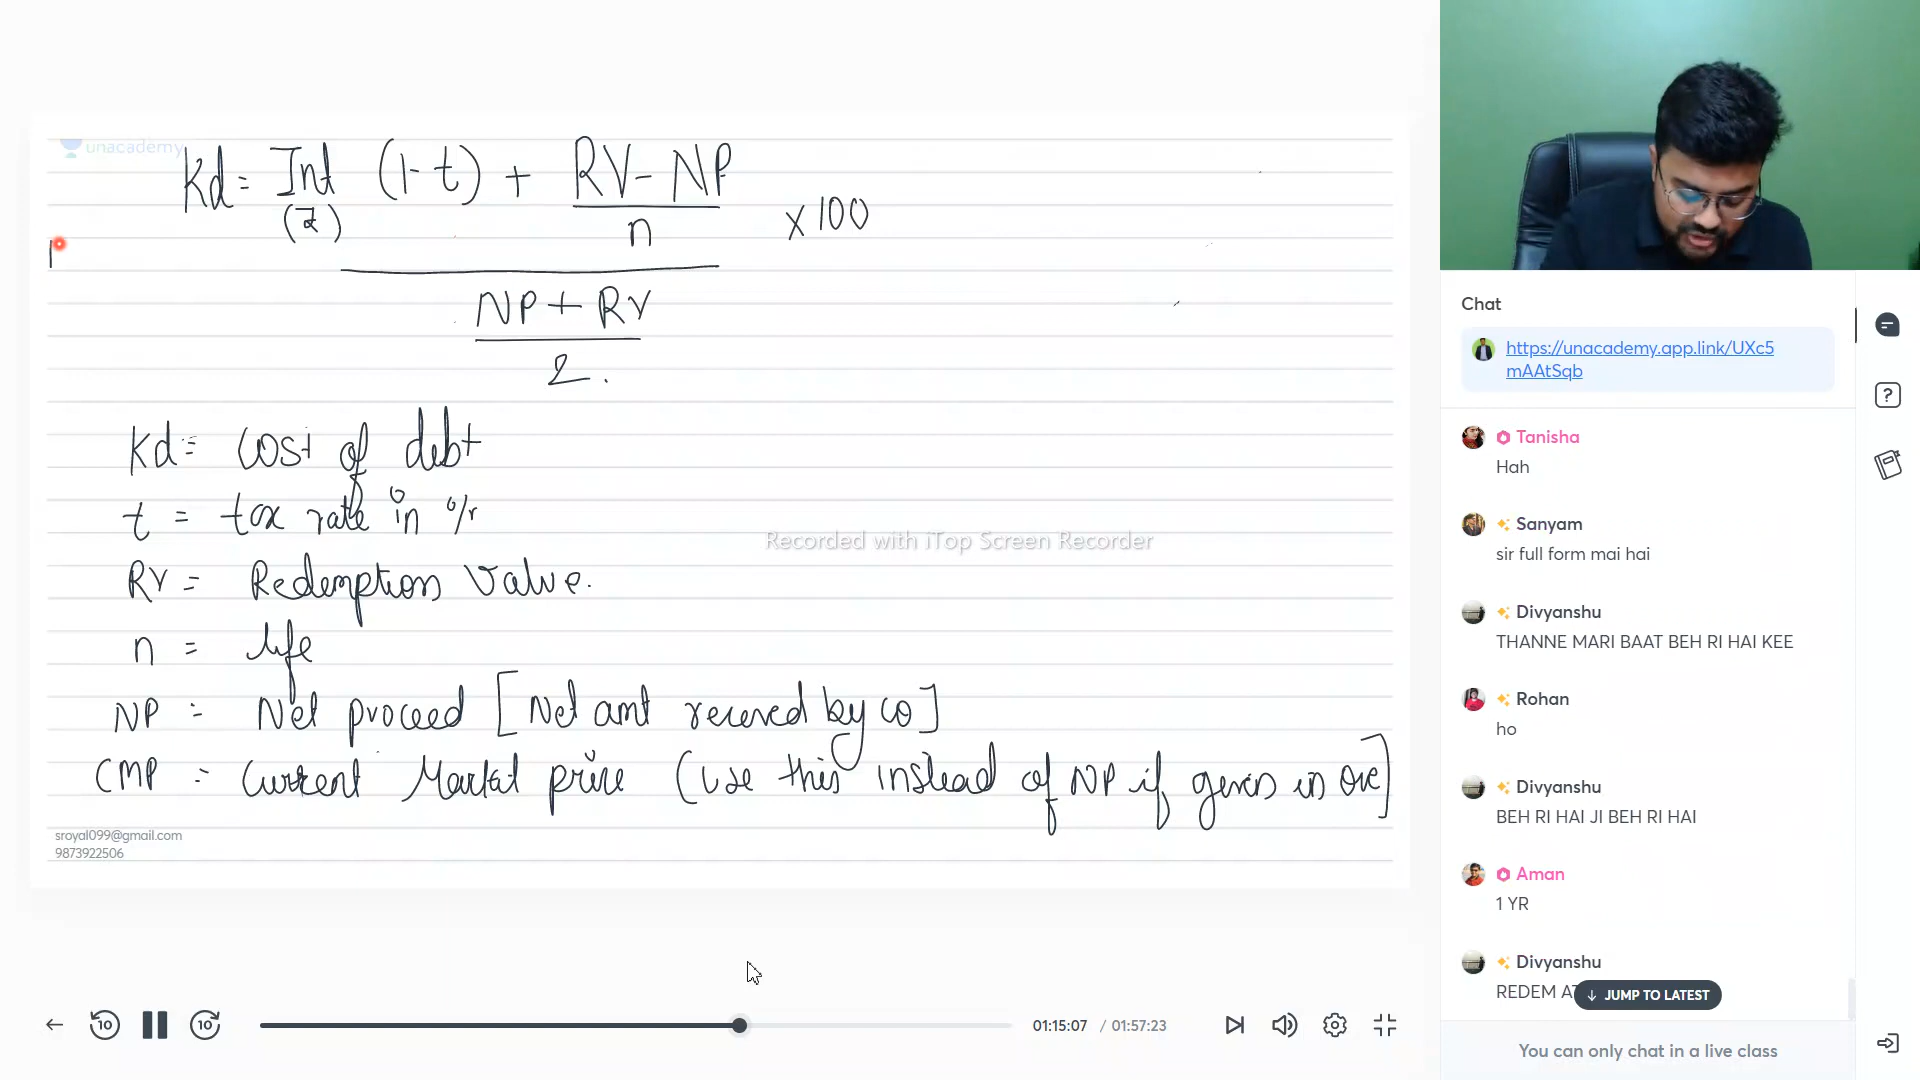 unacademy
Kd = Int (1-t) + RV - NP
(₹) n × 100
NP + RV
2.
Kd = Cost of debt
t = tax rate in %
RV = Redemption Value.
n = life
NP = Net proceed [Net amt received by co]
CMP = Current Market price (Use this instead of NP if given in Que]
sroyal099@gmail.com
9873922506
Recorded with iTop Screen Recorder
10
10
01:15:07 / 01:57:23
Chat
https://unacademy.app.link/UXc5
mAAtSqb
Tanisha
Hah
Sanyam
sir full form mai hai
Divyanshu
THANNE MARI BAAT BEH RI HAI KEE
Rohan
ho
Divyanshu
BEH RI HAI JI BEH RI HAI
Aman
1 YR
Divyanshu
REDEM
JUMP TO LATEST
You can only chat in a live class